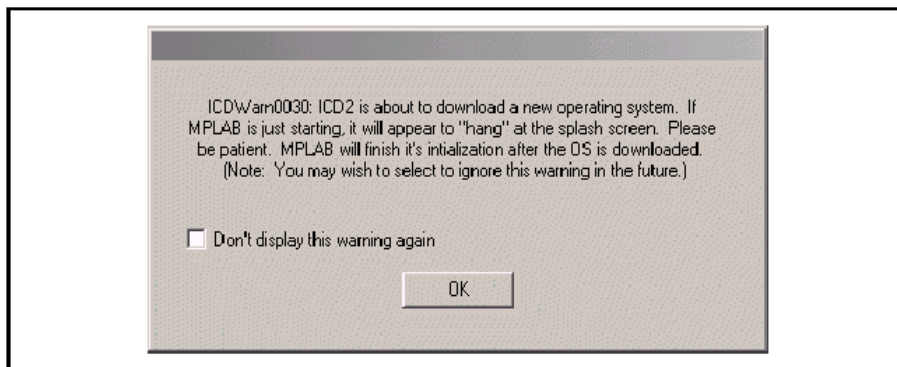 ICDWarn0030: ICD2 is about to download a new operating system. If
MPLAB is just starting, it will appear to "hang" at the splash screen. Please
be patient. MPLAB will finish it's intialization after the OS is downloaded.
(Note: You may wish to select to ignore this warning in the future.)
Don't display this warning again
OK